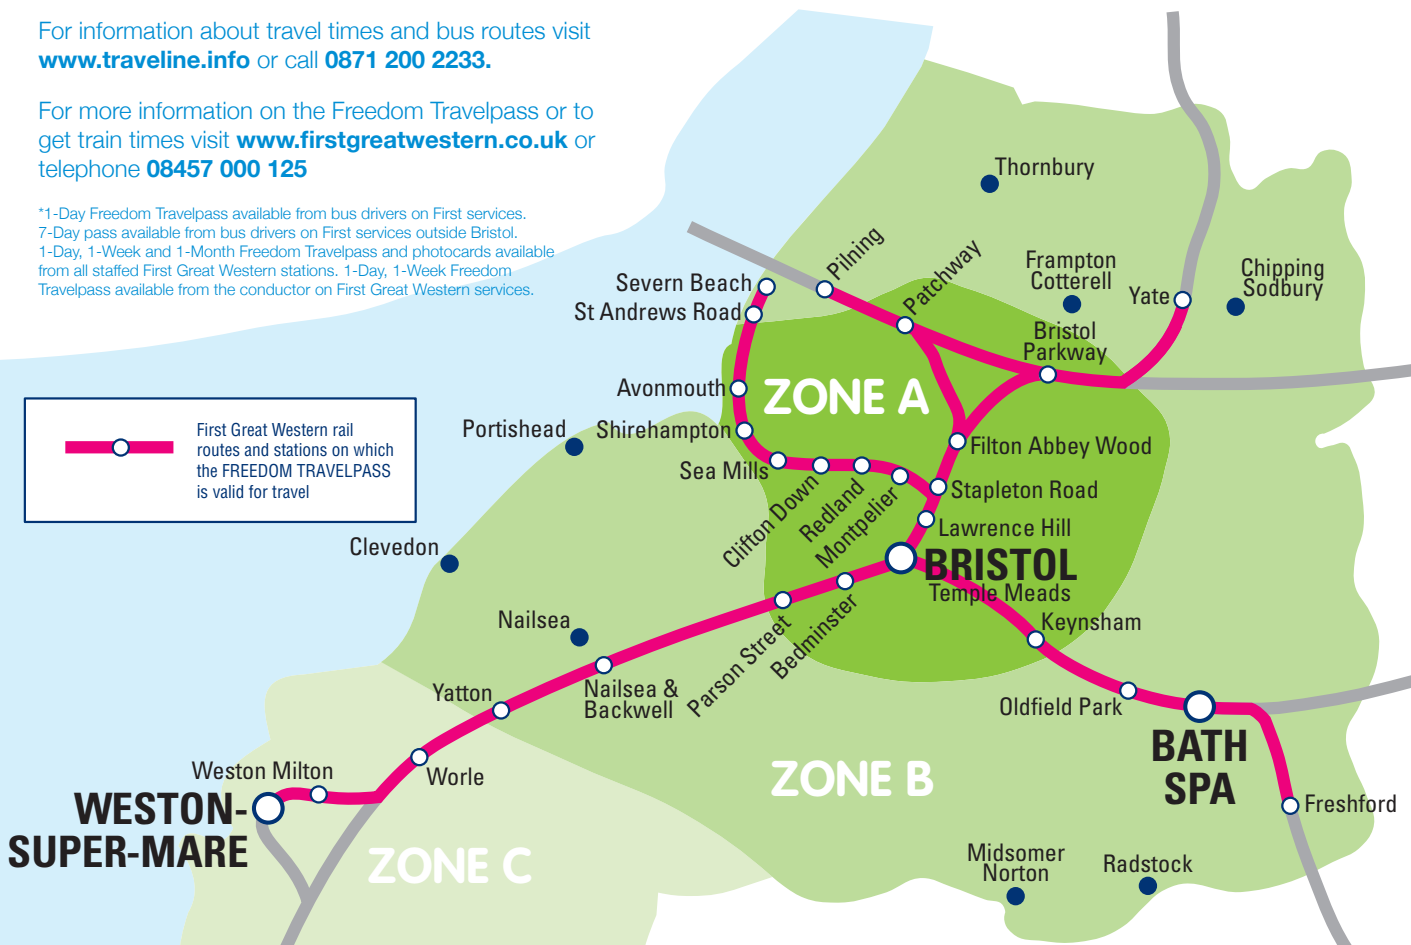 For information about travel times and bus routes visit
www.traveline.info or call 0871 200 2233.
For more information on the Freedom Travelpass or to
get train times visit www.firstgreatwestern.co.uk or
telephone 08457 000 125
*1-Day Freedom Travelpass available from bus drivers on First services.
7-Day pass available from bus drivers on First services outside Bristol.
1-Day, 1-Week and 1-Month Freedom Travelpass and photocards available
from all staffed First Great Western stations. 1-Day, 1-Week Freedom
Travelpass available from the conductor on First Great Western services.
Thornbury
Pilning
Patchway
Severn Beach
St Andrews Road
Frampton
Cotterell
Yate
Chipping
Sodbury
Bristol
Parkway
Avonmouth
ZONE A
First Great Western rail
routes and stations on which
the FREEDOM TRAVELPASS
is valid for travel
Portishead
Shirehampton
Filton Abbey Wood
Sea Mills
Clifton Down
Redland
Montpelier
Stapleton Road
Lawrence Hill
Clevedon
BRISTOL
Temple Meads
Nailsea
Parson Street
Bedminster
Keynsham
Yatton
Nailsea &
Backwell
Oldfield Park
BATH
SPA
Weston Milton
Worle
ZONE B
WESTON-
SUPER-MARE
Freshford
ZONE C
Midsomer
Norton
Radstock